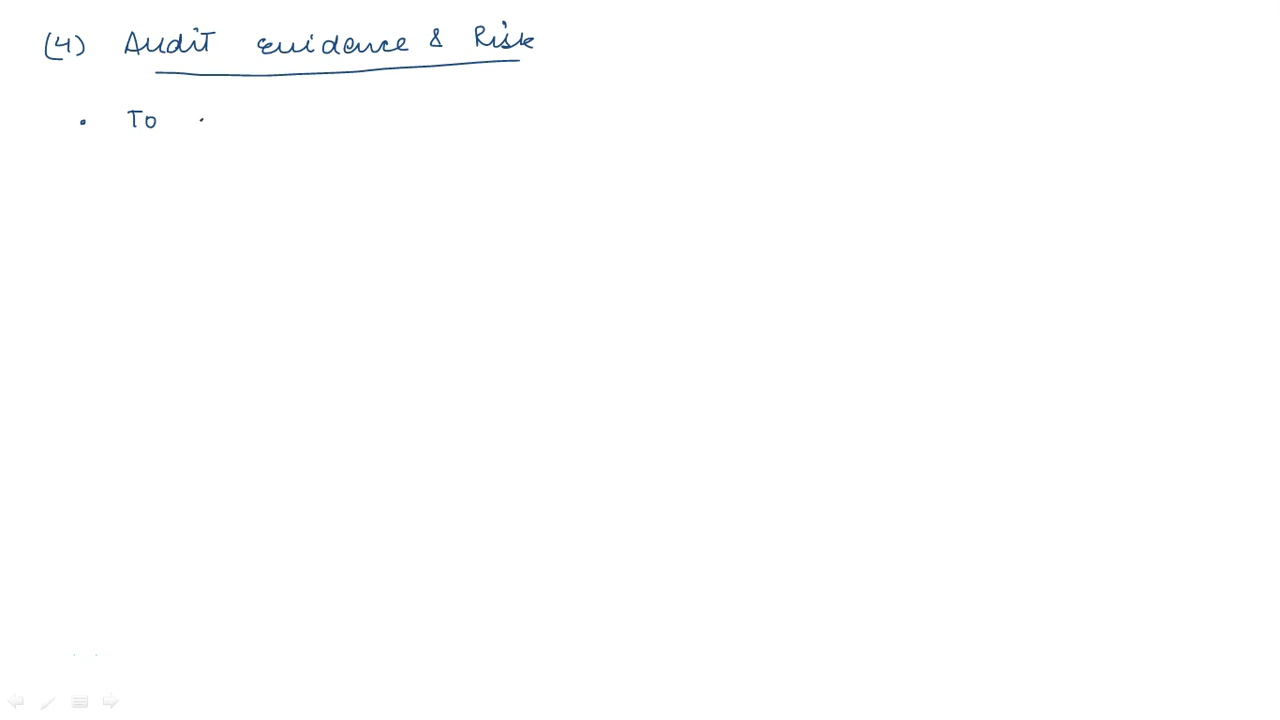 (4) Audit evidence & Risk
• To